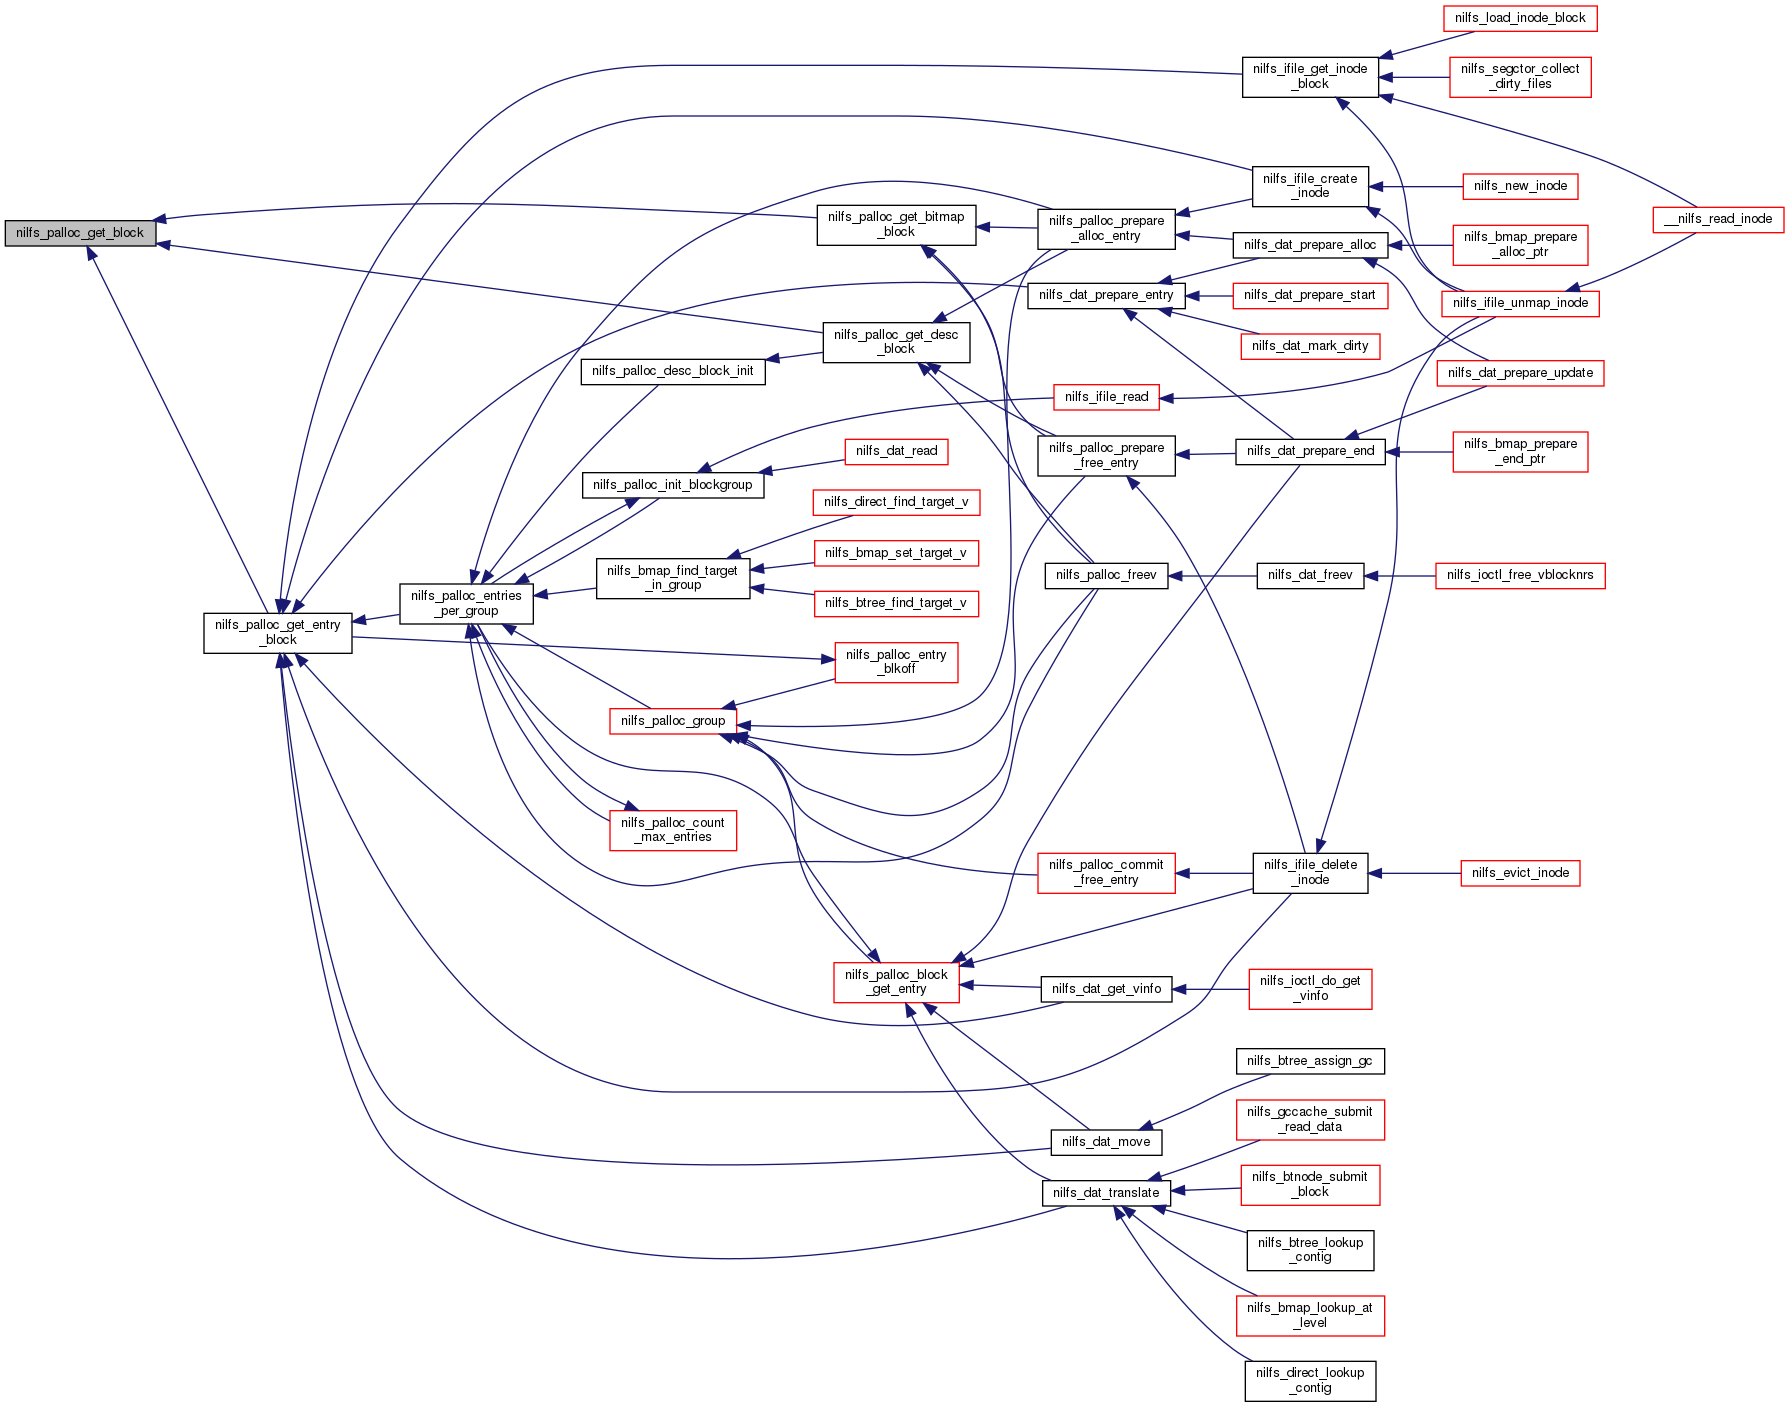 nilfs_load_inode_block
nilfs_ifile_get_inode
_block
nilfs_segctor_collect
_dirty_files
nilfs_ifile_create
_inode
nilfs_new_inode
nilfs_palloc_get_block
nilfs_palloc_get_bitmap
_block
nilfs_palloc_prepare
_alloc_entry
__nilfs_read_inode
nilfs_dat_prepare_alloc
nilfs_bmap_prepare
_alloc_ptr
nilfs_dat_prepare_entry
nilfs_dat_prepare_start
nilfs_ifile_unmap_inode
nilfs_palloc_get_desc
_block
nilfs_dat_mark_dirty
nilfs_palloc_desc_block_init
nilfs_dat_prepare_update
nilfs_ifile_read
nilfs_dat_read
nilfs_palloc_prepare
_free_entry
nilfs_dat_prepare_end
nilfs_bmap_prepare
_end_ptr
nilfs_palloc_init_blockgroup
nilfs_direct_find_target_v
nilfs_bmap_set_target_v
nilfs_bmap_find_target
_in_group
nilfs_palloc_freev
nilfs_dat_freev
nilfs_ioctl_free_vblocknrs
nilfs_palloc_entries
_per_group
nilfs_btree_find_target_v
nilfs_palloc_get_entry
_block
nilfs_palloc_entry
_blkoff
nilfs_palloc_group
nilfs_palloc_count
_max_entries
nilfs_palloc_commit
_free_entry
nilfs_ifile_delete
_inode
nilfs_evict_inode
nilfs_palloc_block
_get_entry
nilfs_dat_get_vinfo
nilfs_ioctl_do_get
_vinfo
nilfs_btree_assign_gc
nilfs_gccache_submit
_read_data
nilfs_dat_move
nilfs_btnode_submit
_block
nilfs_dat_translate
nilfs_btree_lookup
_contig
nilfs_bmap_lookup_at
_level
nilfs_direct_lookup
_contig